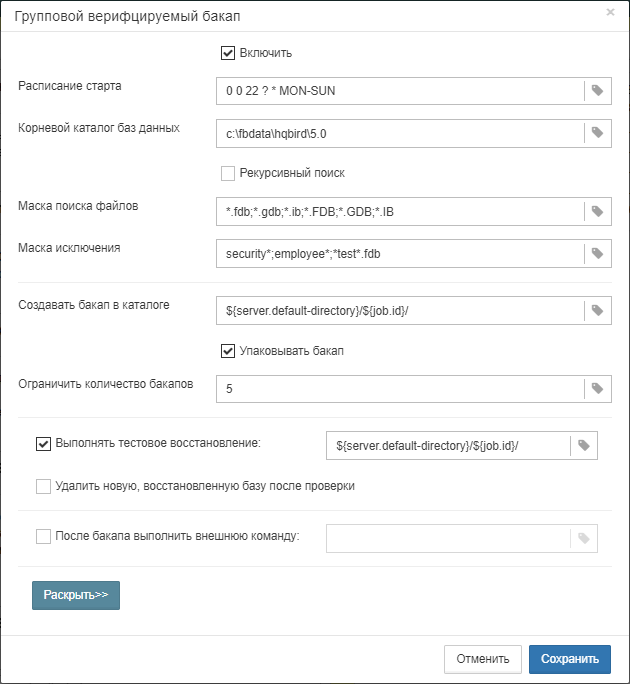 Групповой верифцируемый бакап
×
Включить
Расписание старта 0 0 22 ? * MON-SUN
Корневой каталог баз данных c:\fbdata\hqbird\5.0
Рекурсивный поиск
Маска поиска файлов *.fdb;*.gdb;*.ib;*.FDB;*.GDB;*.IB
Маска исключения security*;employee*;*test*.fdb
Создавать бакап в каталоге ${server.default-directory}/${job.id}/
Упаковывать бакап
Ограничить количество бакапов 5
Выполнять тестовое восстановление: ${server.default-directory}/${job.id}/
Удалить новую, восстановленную базу после проверки
После бакапа выполнить внешнюю команду:
Раскрыть>>
Отменить Сохранить